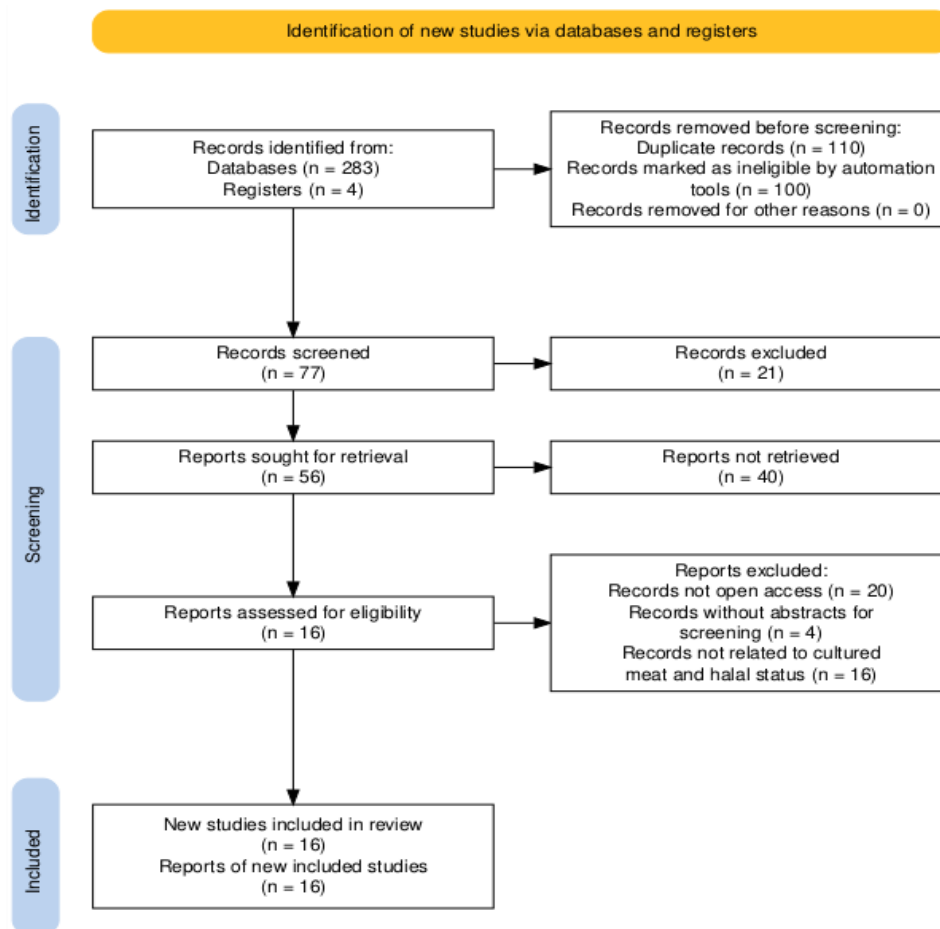 Identification of new studies via databases and registers
Identification
Records identified from:
Databases (n = 283)
Registers (n = 4)
Records removed before screening:
Duplicate records (n = 110)
Records marked as ineligible by automation
tools (n = 100)
Records removed for other reasons (n = 0)
Screening
Records screened
(n = 77)
Records excluded
(n = 21)
Reports sought for retrieval
(n = 56)
Reports not retrieved
(n = 40)
Reports assessed for eligibility
(n = 16)
Reports excluded:
Records not open access (n = 20)
Records without abstracts for
screening (n = 4)
Records not related to cultured
meat and halal status (n = 16)
Included
New studies included in review
(n = 16)
Reports of new included studies
(n = 16)